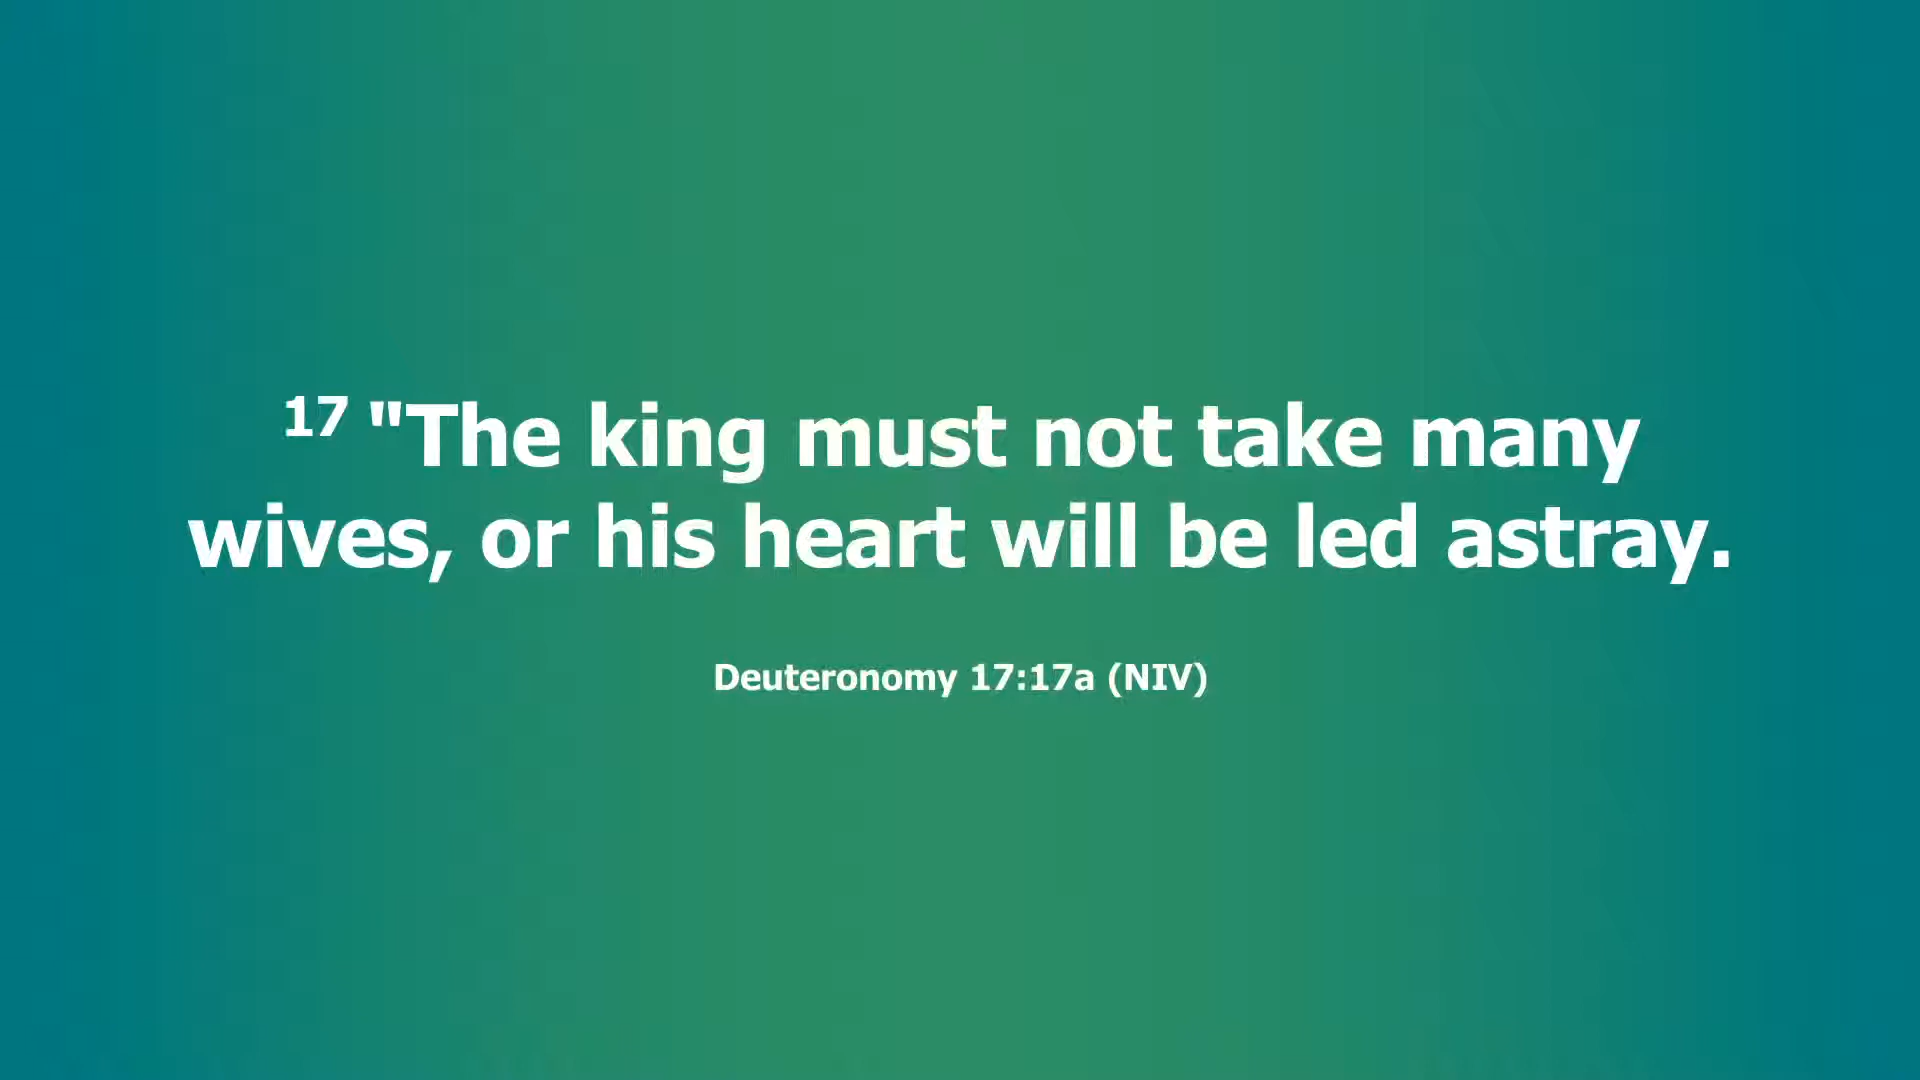 17 "The king must not take many
wives, or his heart will be led astray.
Deuteronomy 17:17a (NIV)